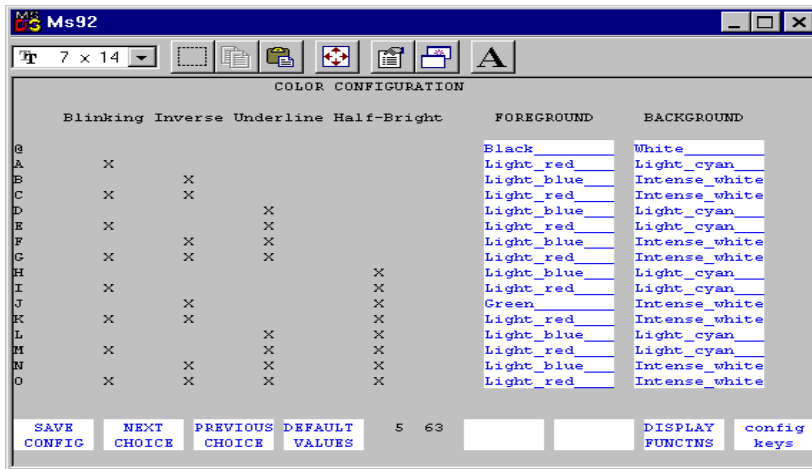 Ms92
Tr 7 x 14 A
COLOR CONFIGURATION
Blinking Inverse Underline Half-Bright FOREGROUND BACKGROUND
@ Black White
A X Light_red Light_cyan
B X Light_blue Intense_white
C X X Light_red Intense_white
D X Light_blue Light_cyan
E X X Light_red Light_cyan
F X X Light_blue Intense_white
G X X X Light_red Intense_white
H X Light_blue Light_cyan
I X X Light_red Light_cyan
J X X Green Intense_white
K X X X Light_red Intense_white
L X X Light_blue Light_cyan
M X X X Light_red Light_cyan
N X X X Light_blue Intense_white
O X X X X Light_red Intense_white
SAVE NEXT PREVIOUS DEFAULT 5 63 DISPLAY config
CONFIG CHOICE CHOICE VALUES FUNCTNS keys